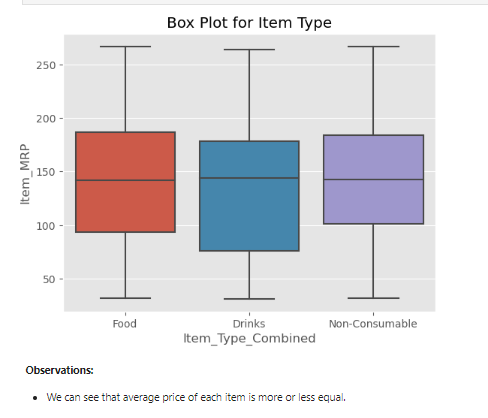 Box Plot for Item Type
250
200
150
100
50
Item_MRP
Food Drinks Non-Consumable
Item_Type_Combined
Observations:
• We can see that average price of each item is more or less equal.